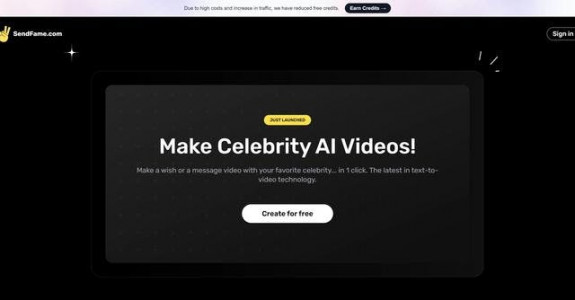 Due to high costs and increase in traffic, we have reduced free credits. Earn Credits →
SendFame.com
Sign in
JUST LAUNCHED
Make Celebrity AI Videos!
Make a wish or a message video with your favorite celebrity... in 1 click. The latest in text-to-
video technology.
Create for free